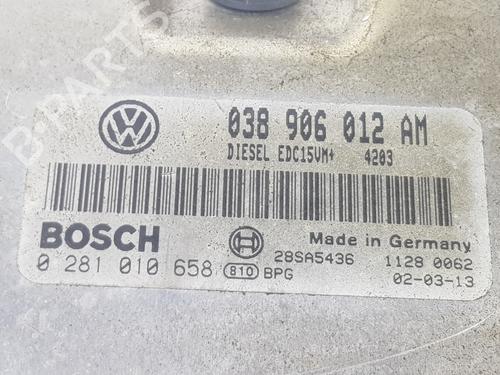 038 906 012 AM
DIESEL EDC15VM+ 4203
BOSCH
Made in Germany
0 281 010 658 810 BPG
28SA5436
1128 0062
02-03-13
B-PARTS